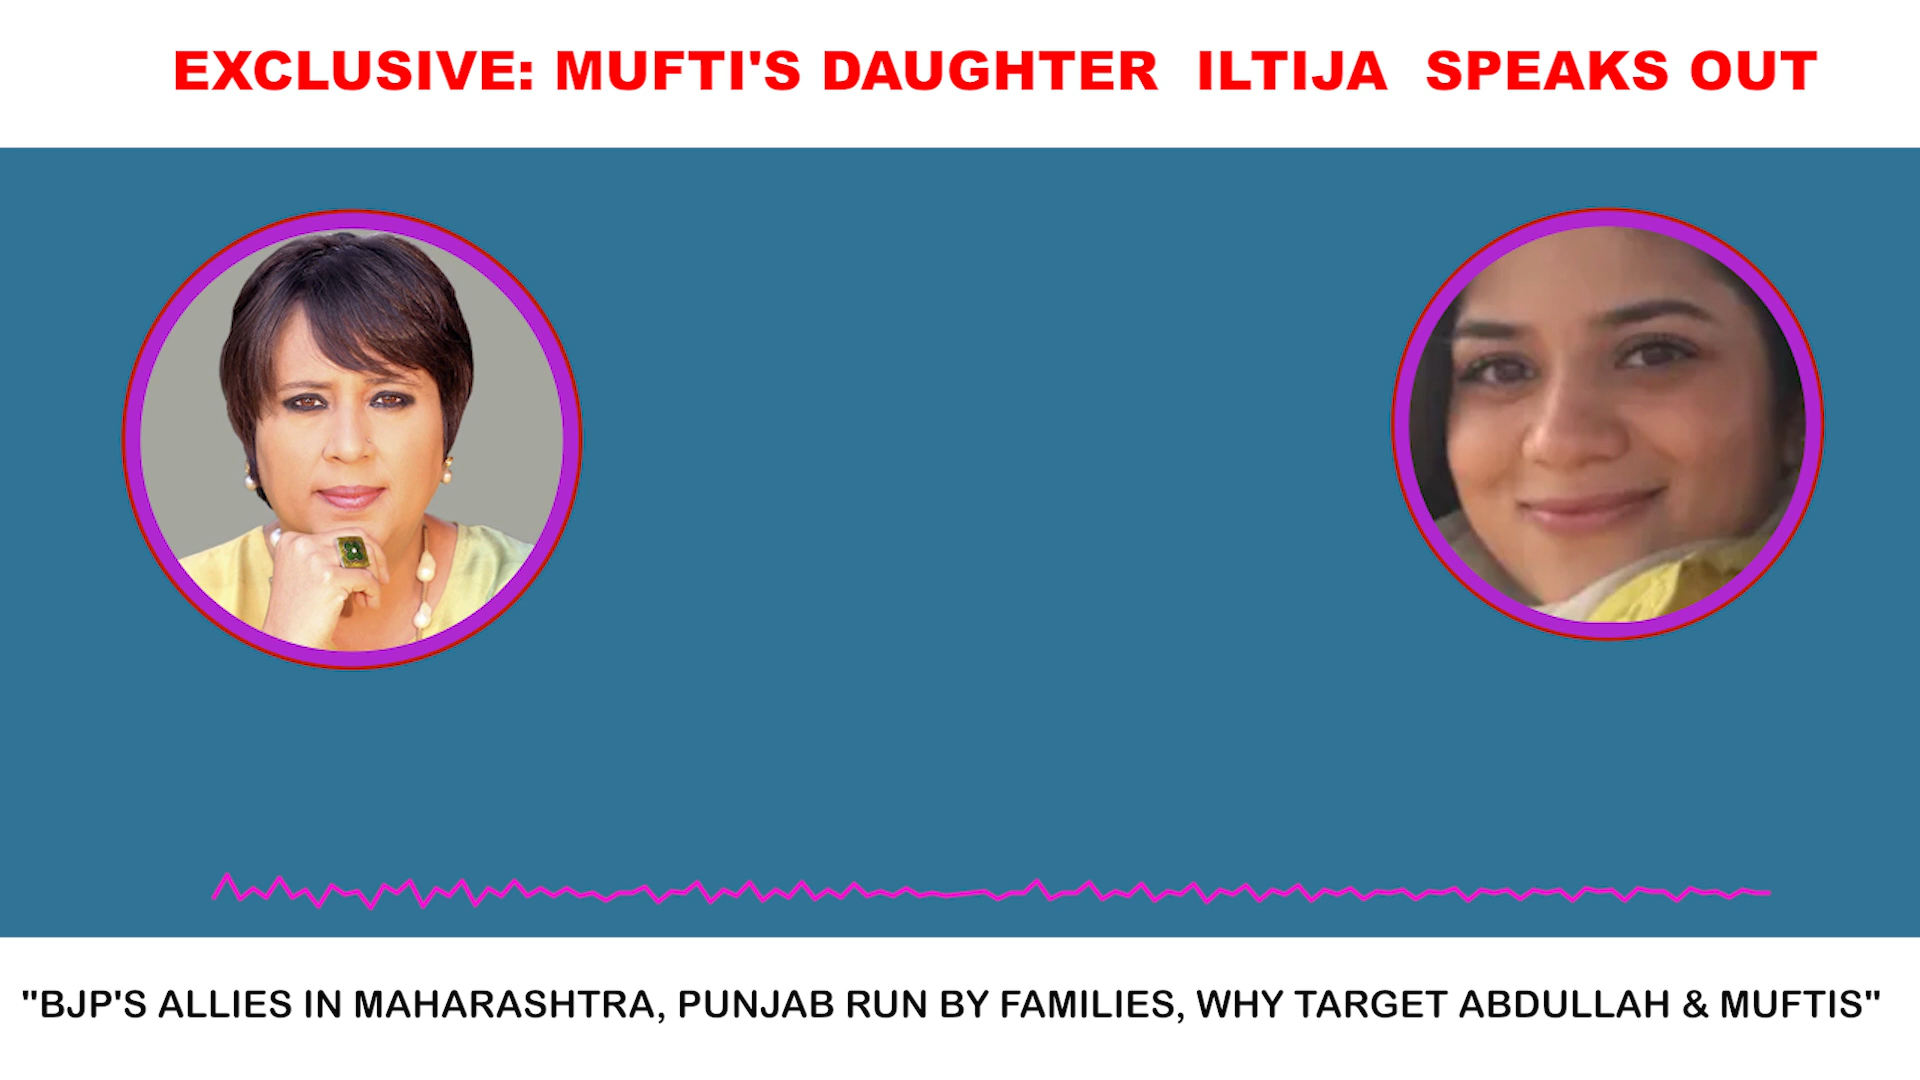 EXCLUSIVE: MUFTI'S DAUGHTER ILTIJA SPEAKS OUT
"BJP'S ALLIES IN MAHARASHTRA, PUNJAB RUN BY FAMILIES, WHY TARGET ABDULLAH & MUFTIS"